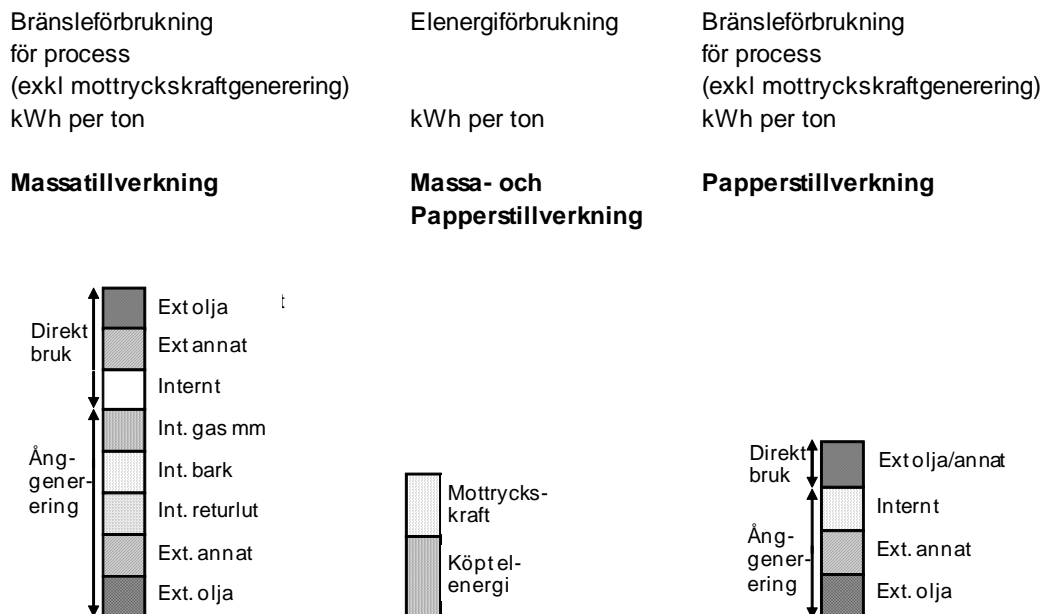 Bränsleförbrukning
för process
(exkl mottryckskraftgenerering)
kWh per ton
Massatillverkning
Elenergiförbrukning
kWh per ton
Massa- och
Papperstillverkning
Bränsleförbrukning
för process
(exkl mottryckskraftgenerering)
kWh per ton
Papperstillverkning
Direkt
bruk
Ext olja
Ext annat
Internt
Ång-
gener-
ering
Int. gas mm
Int. bark
Int. returlut
Ext. annat
Ext. olja
Mottrycks-
kraft
Köpt el-
energi
Direkt
bruk
Ext olja/annat
Ång-
gener-
ering
Internt
Ext. annat
Ext. olja